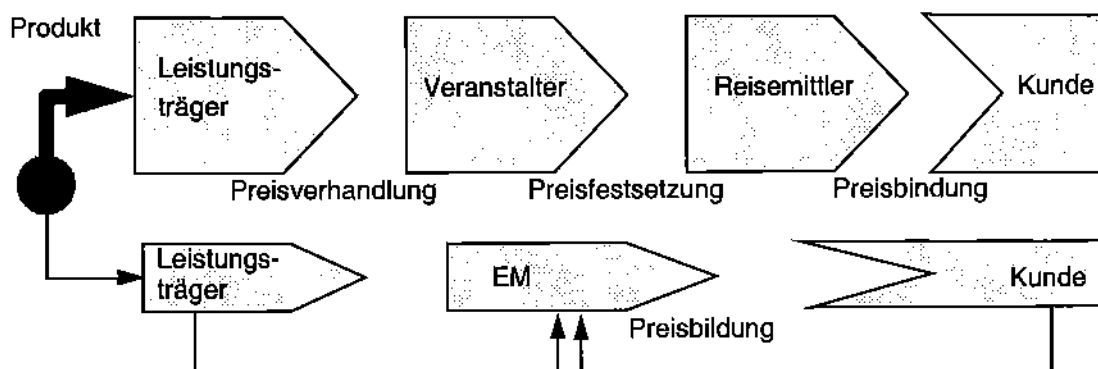 Produkt
Leistungs-
träger
Veranstalter
Reisemittler
Kunde
Preisverhandlung
Preisfestsetzung
Preisbindung
Leistungs-
träger
EM
Kunde
Preisbildung